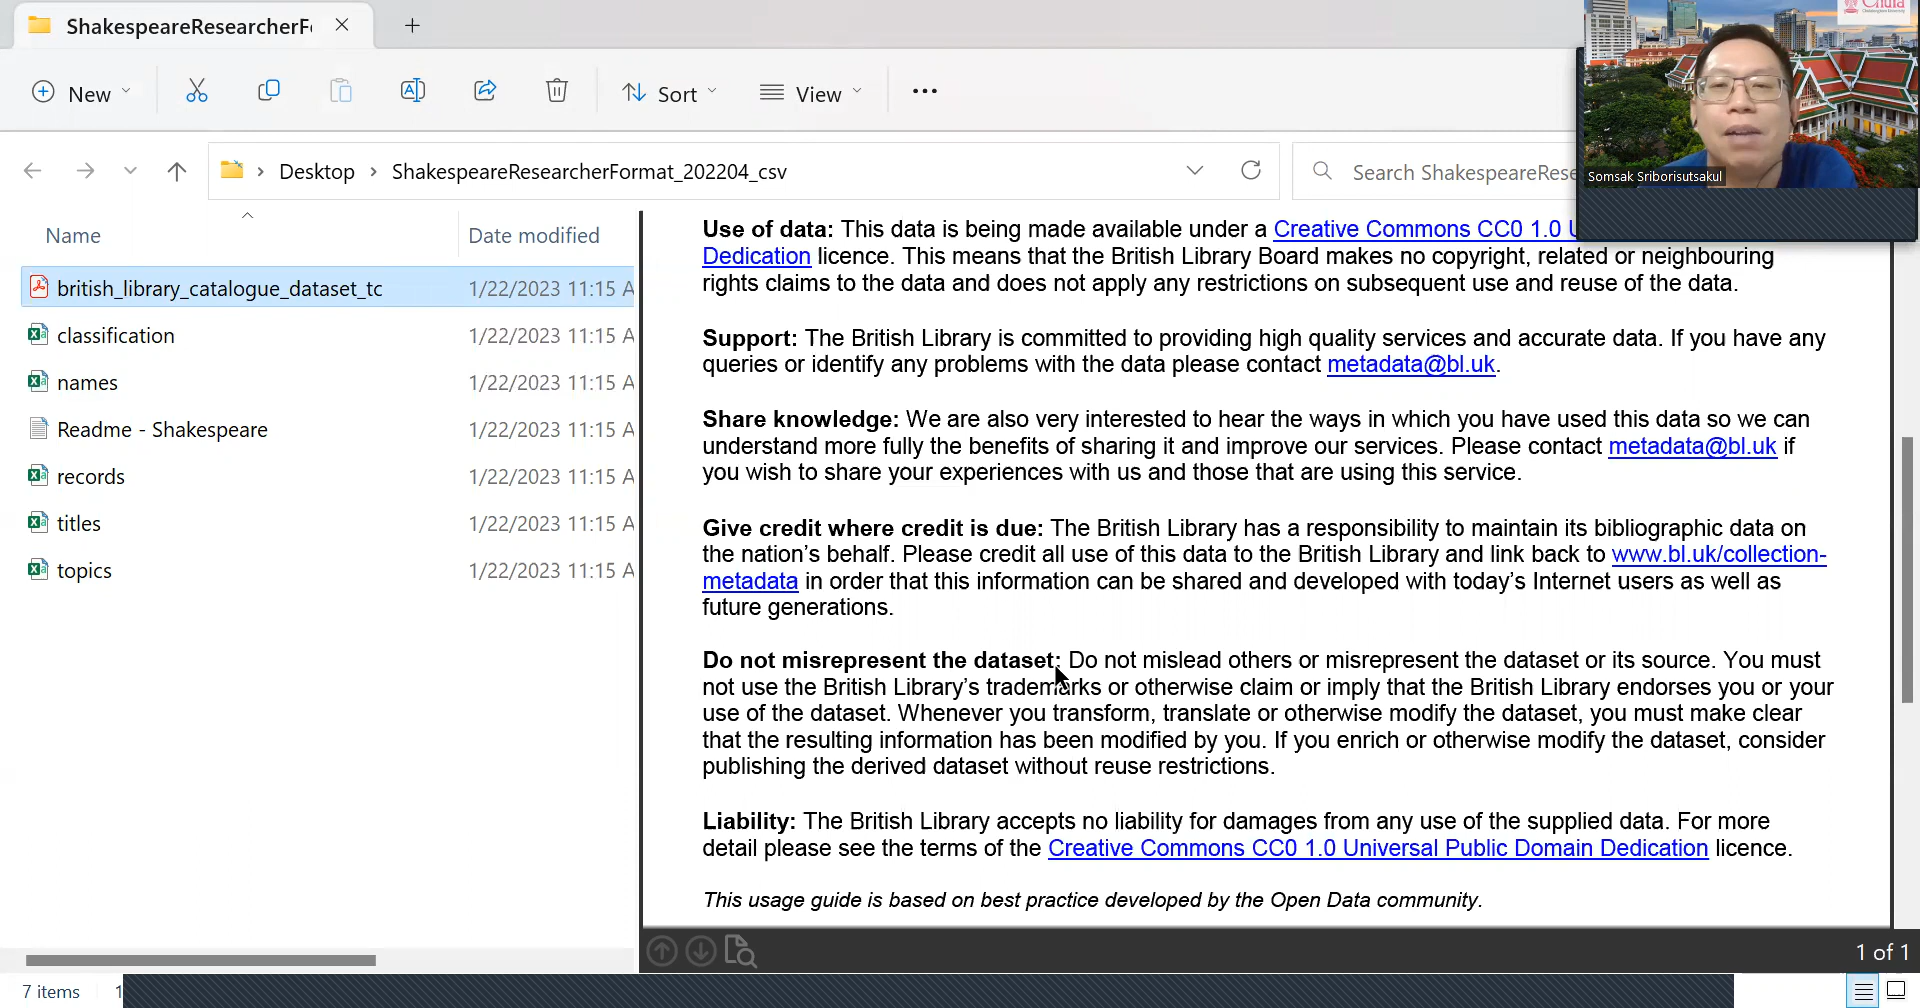 ShakespeareResearcherF
New
Sort
View
Desktop
ShakespeareResearcherFormat_202204_csv
Search ShakespeareRese
Chula
Somsak Sriborisutsakul
Name
Date modified
british_library_catalogue_dataset_tc 1/22/2023 11:15 A
classification 1/22/2023 11:15 A
names 1/22/2023 11:15 A
Readme - Shakespeare 1/22/2023 11:15 A
records 1/22/2023 11:15 A
titles 1/22/2023 11:15 A
topics 1/22/2023 11:15 A
Use of data: This data is being made available under a Creative Commons CC0 1.0
Dedication licence. This means that the British Library Board makes no copyright, related or neighbouring
rights claims to the data and does not apply any restrictions on subsequent use and reuse of the data.
Support: The British Library is committed to providing high quality services and accurate data. If you have any
queries or identify any problems with the data please contact metadata@bl.uk.
Share knowledge: We are also very interested to hear the ways in which you have used this data so we can
understand more fully the benefits of sharing it and improve our services. Please contact metadata@bl.uk if
you wish to share your experiences with us and those that are using this service.
Give credit where credit is due: The British Library has a responsibility to maintain its bibliographic data on
the nation's behalf. Please credit all use of this data to the British Library and link back to www.bl.uk/collection-
metadata in order that this information can be shared and developed with today's Internet users as well as
future generations.
Do not misrepresent the dataset: Do not mislead others or misrepresent the dataset or its source. You must
not use the British Library's trademarks or otherwise claim or imply that the British Library endorses you or your
use of the dataset. Whenever you transform, translate or otherwise modify the dataset, you must make clear
that the resulting information has been modified by you. If you enrich or otherwise modify the dataset, consider
publishing the derived dataset without reuse restrictions.
Liability: The British Library accepts no liability for damages from any use of the supplied data. For more
detail please see the terms of the Creative Commons CC0 1.0 Universal Public Domain Dedication licence.
This usage guide is based on best practice developed by the Open Data community.
1 of 1
7 items
1